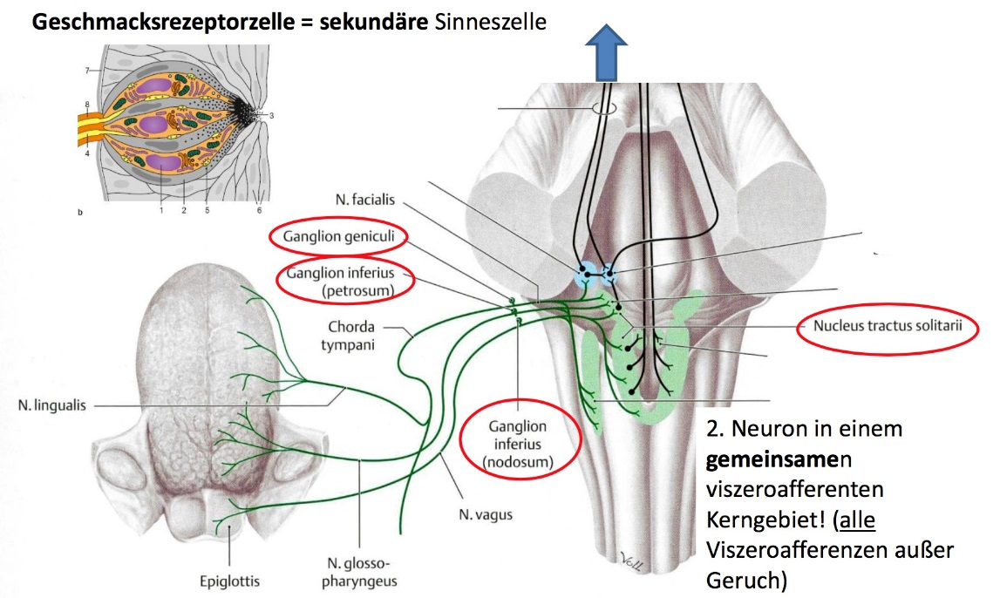 Geschmacksrezeptorzelle = sekundäre Sinneszelle
7
8
3
4
1
2
5
6
b
N. facialis
Ganglion geniculi
Ganglion inferius
(petrosum)
Chorda
tympani
Nucleus tractus solitarii
N. lingualis
Ganglion
inferius
(nodosum)
N. vagus
N. glosso-
pharyngeus
Epiglottis
2. Neuron in einem
gemeinsamen
viszeroafferenten
Kerngebiet! (alle
Viszeroafferenzen außer
Geruch)
Voll